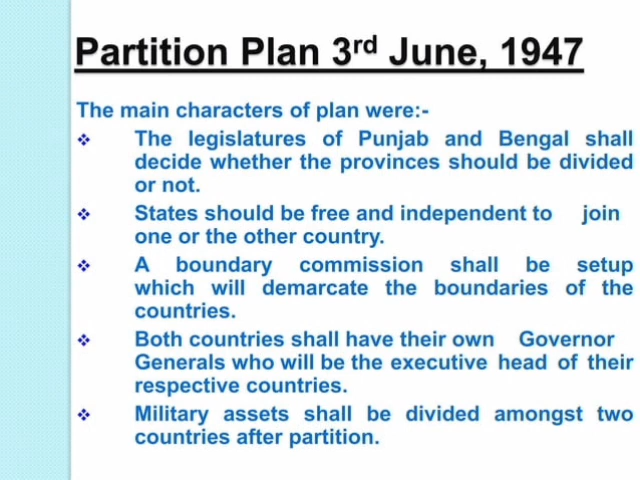 Partition Plan 3rd June, 1947
The main characters of plan were:-
❖ The legislatures of Punjab and Bengal shall
decide whether the provinces should be divided
or not.
❖ States should be free and independent to join
one or the other country.
❖ A boundary commission shall be setup
which will demarcate the boundaries of the
countries.
❖ Both countries shall have their own Governor
Generals who will be the executive head of their
respective countries.
❖ Military assets shall be divided amongst two
countries after partition.